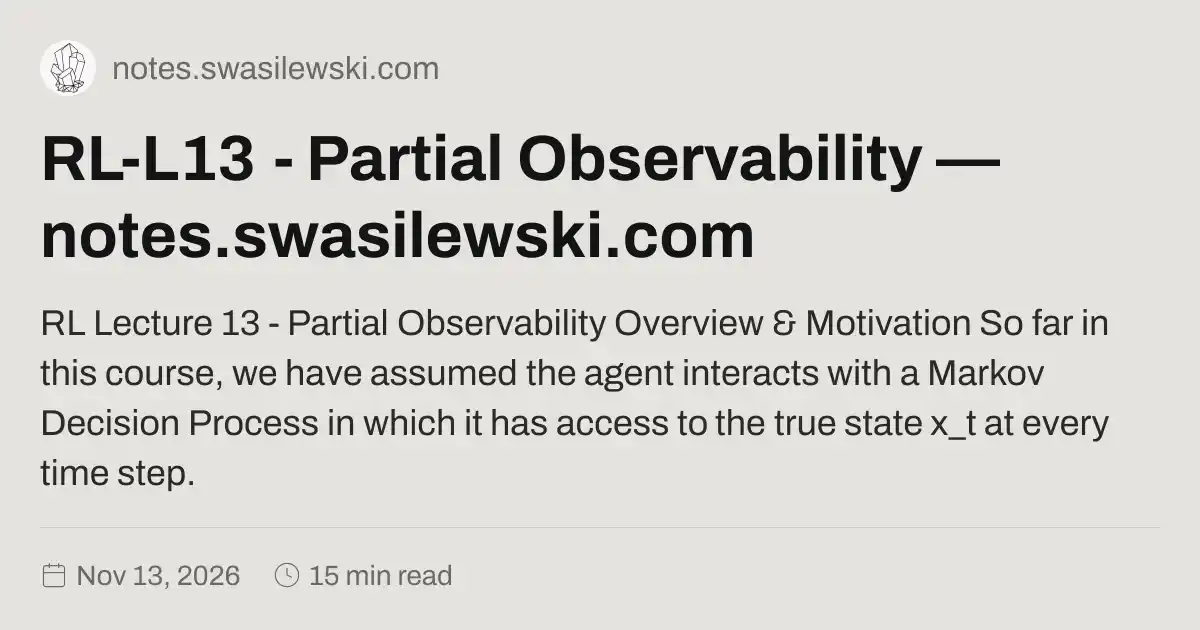 notes.swasilewski.com
RL-L13 - Partial Observability —
notes.swasilewski.com
RL Lecture 13 - Partial Observability Overview & Motivation So far in
this course, we have assumed the agent interacts with a Markov
Decision Process in which it has access to the true state x_t at every
time step.
Nov 13, 2026 15 min read